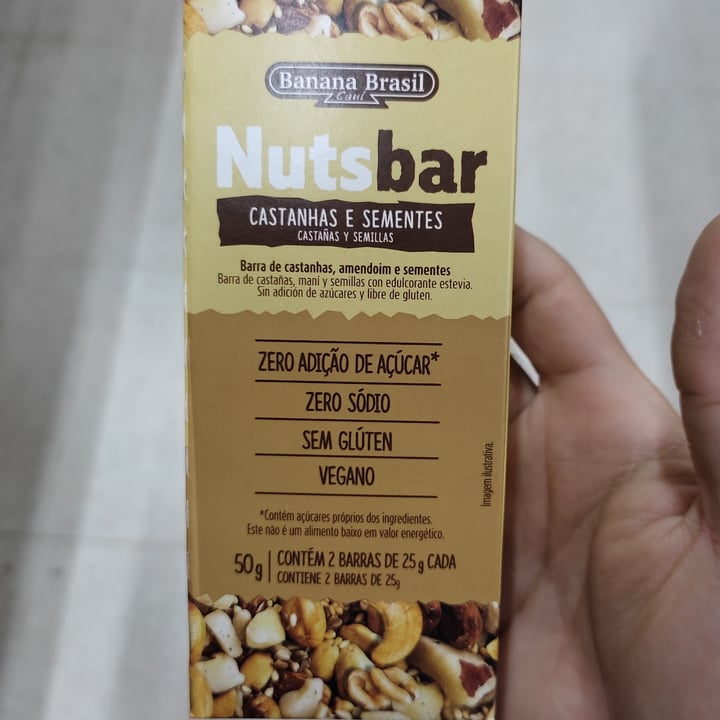 Banana Brasil
Gaul
Nutsbar
CASTANHAS E SEMENTES
CASTAÑAS Y SEMILLAS
Barra de castanhas, amendoim e sementes
Barra de castañas, maní y semillas con edulcorante estevia.
Sin adición de azúcares y libre de gluten.
ZERO ADIÇÃO DE AÇÚCAR*
ZERO SÓDIO
SEM GLÚTEN
VEGANO
Imagem ilustrativa.
*Contém açúcares próprios dos ingredientes.
Este não é um alimento baixo em valor energético.
50g
CONTÉM 2 BARRAS DE 25g CADA
CONTIENE 2 BARRAS DE 25g